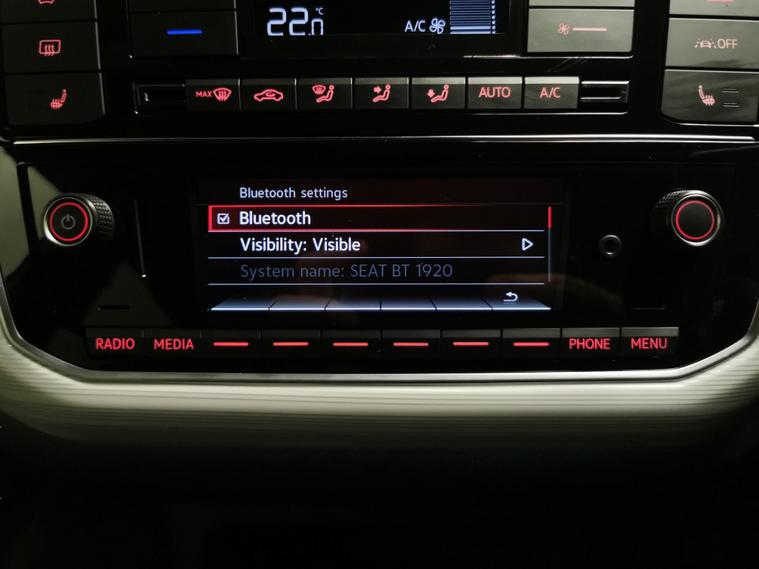 22.0 °C
A/C
OFF
MAX
AUTO
A/C
Bluetooth settings
Bluetooth
Visibility: Visible
System name: SEAT BT 1920
RADIO MEDIA PHONE MENU